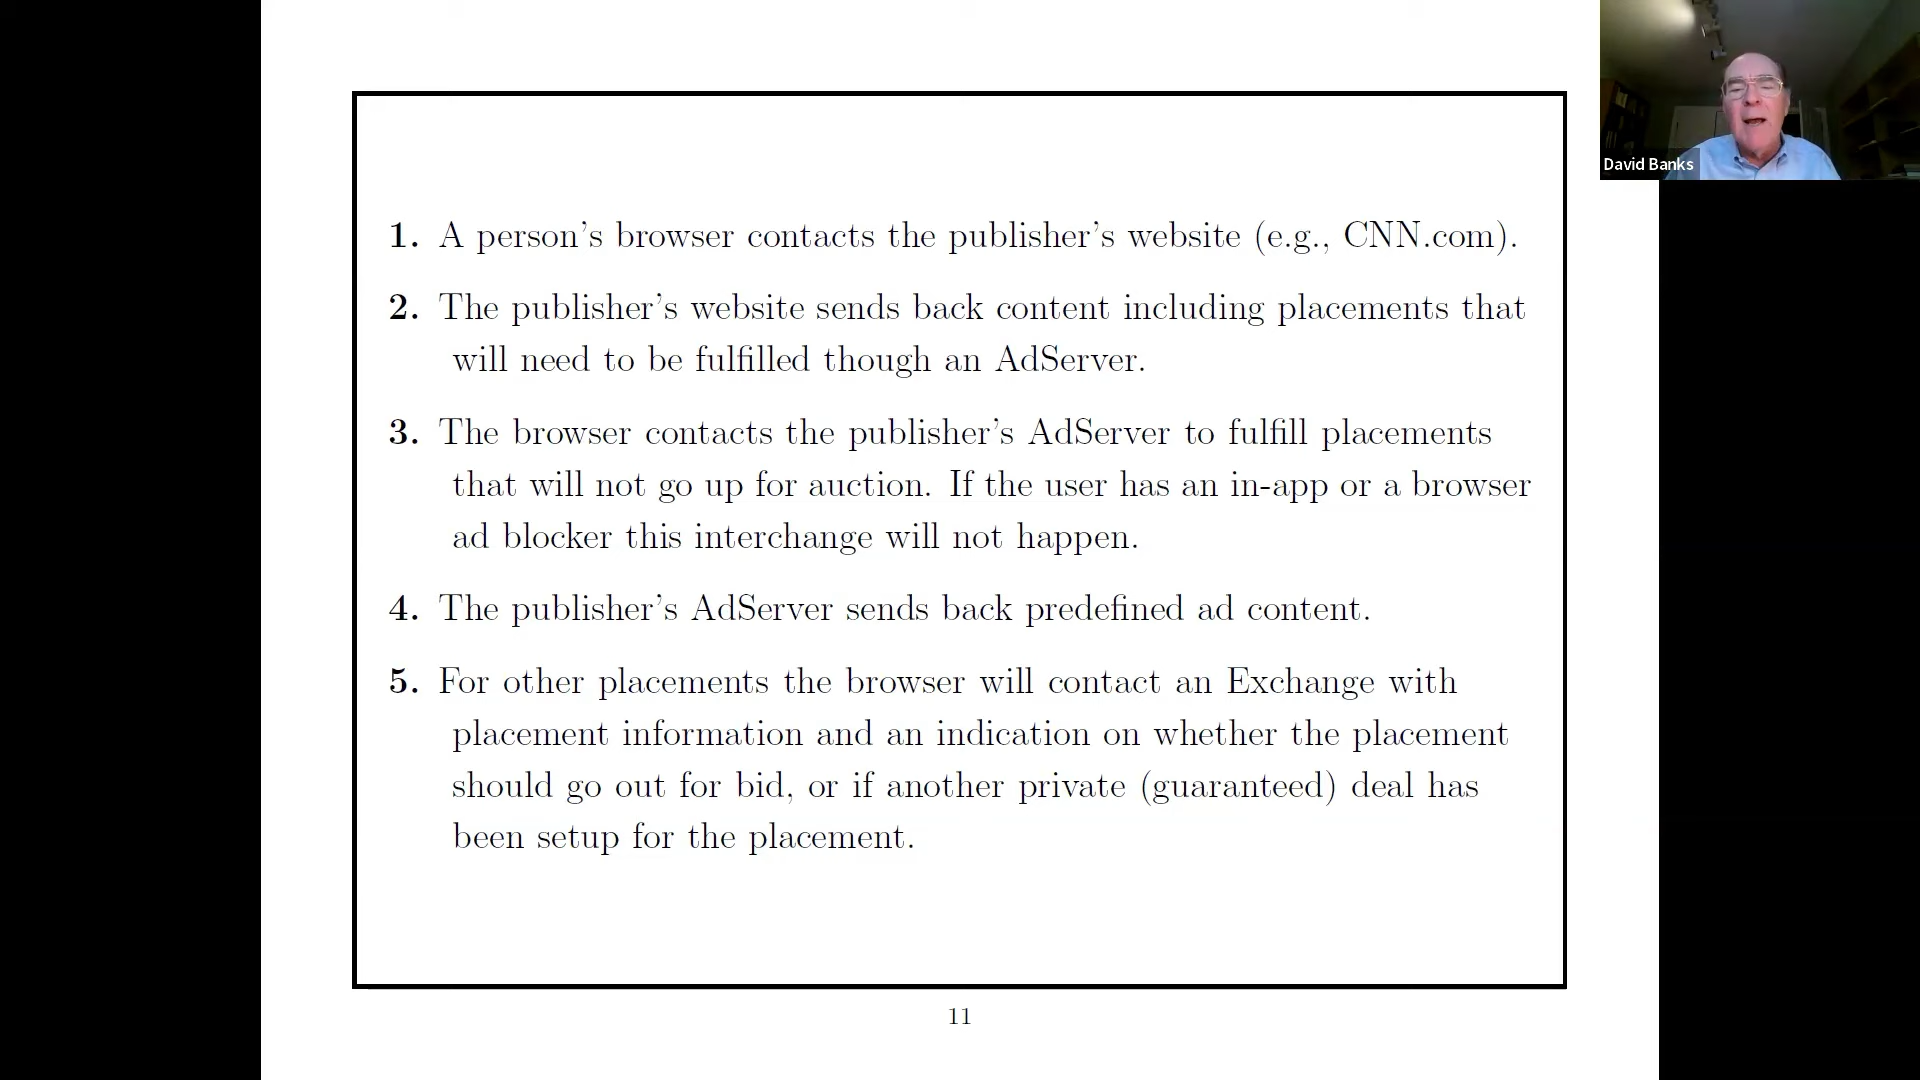 David Banks
1. A person's browser contacts the publisher's website (e.g., CNN.com).
2. The publisher's website sends back content including placements that
will need to be fulfilled though an AdServer.
3. The browser contacts the publisher's AdServer to fulfill placements
that will not go up for auction. If the user has an in-app or a browser
ad blocker this interchange will not happen.
4. The publisher's AdServer sends back predefined ad content.
5. For other placements the browser will contact an Exchange with
placement information and an indication on whether the placement
should go out for bid, or if another private (guaranteed) deal has
been setup for the placement.
11